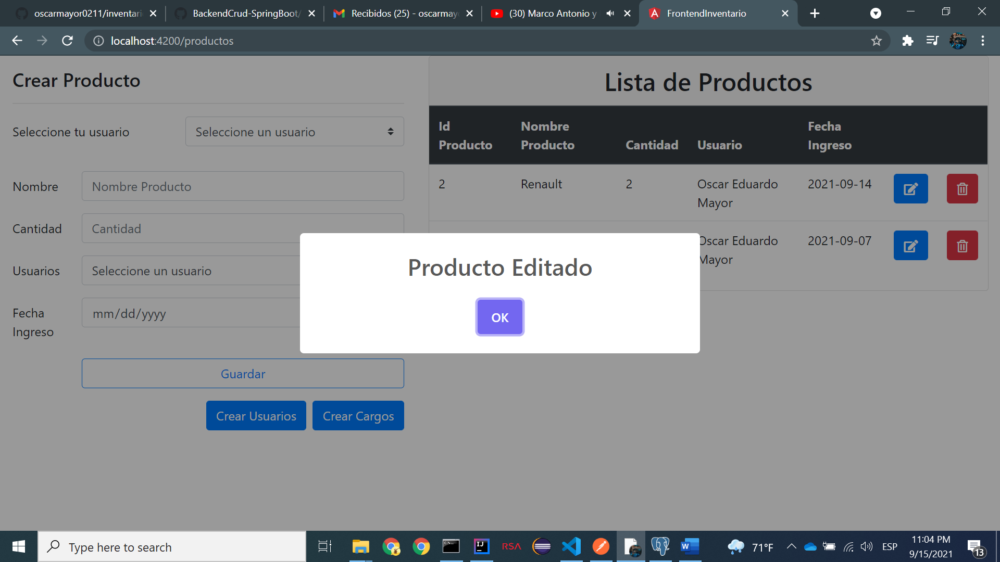 oscarmayor0211/inventari
BackendCrud-SpringBoot/
Recibidos (25) - oscarmay
(30) Marco Antonio y
FrontendInventario
localhost:4200/productos
Crear Producto
Seleccione tu usuario
Seleccione un usuario
Nombre
Nombre Producto
Cantidad
Cantidad
Usuarios
Seleccione un usuario
Fecha
Ingreso
mm/dd/yyyy
Guardar
Crear Usuarios
Crear Cargos
Lista de Productos
Id
Producto
Nombre
Producto
Cantidad
Usuario
Fecha
Ingreso
2
Renault
2
Oscar Eduardo
Mayor
2021-09-14
Oscar Eduardo
Mayor
2021-09-07
Producto Editado
OK
Type here to search
RSA
71°F
ESP
11:04 PM
9/15/2021
13